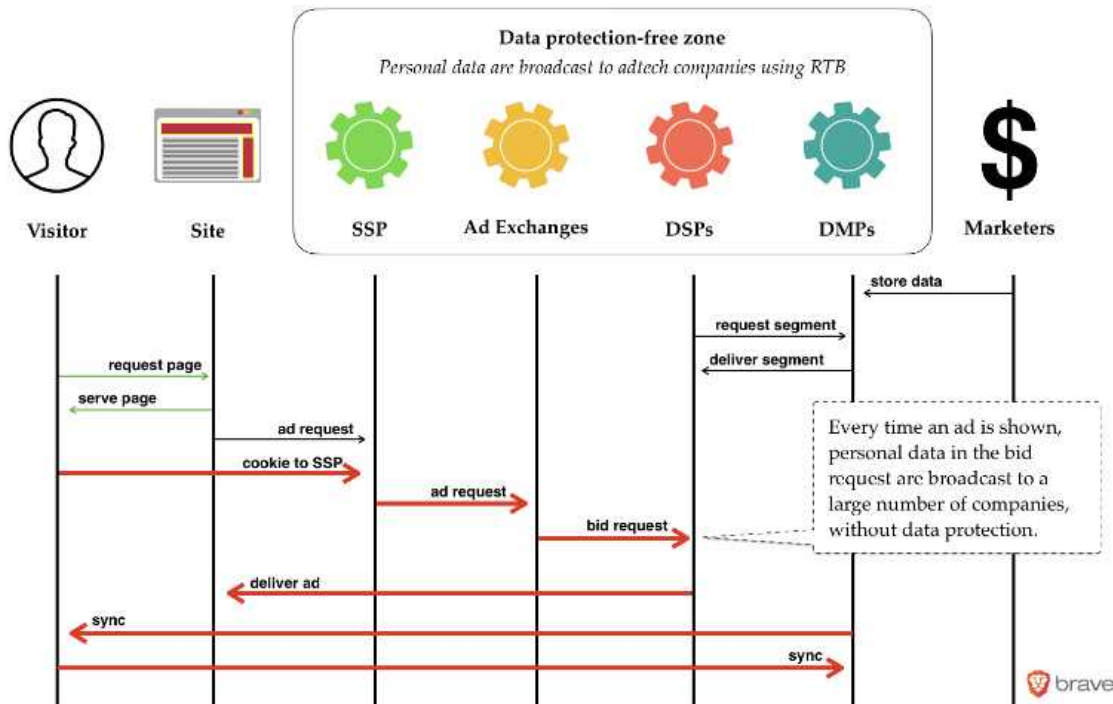 Data protection-free zone
Personal data are broadcast to adtech companies using RTB
Visitor
Site
SSP
Ad Exchanges
DSPs
DMPs
Marketers
store data
request segment
deliver segment
request page
serve page
ad request
cookie to SSP
ad request
bid request
Every time an ad is shown,
personal data in the bid
request are broadcast to a
large number of companies,
without data protection.
deliver ad
sync
sync
brave